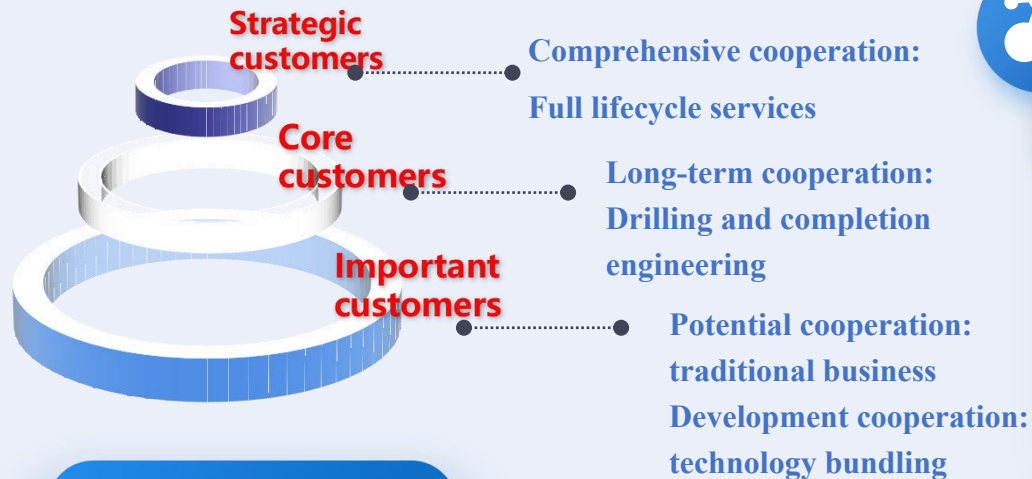 Strategic
customers
Comprehensive cooperation:
Full lifecycle services
Core
customers
Long-term cooperation:
Drilling and completion
engineering
Important
customers
Potential cooperation:
traditional business
Development cooperation:
technology bundling